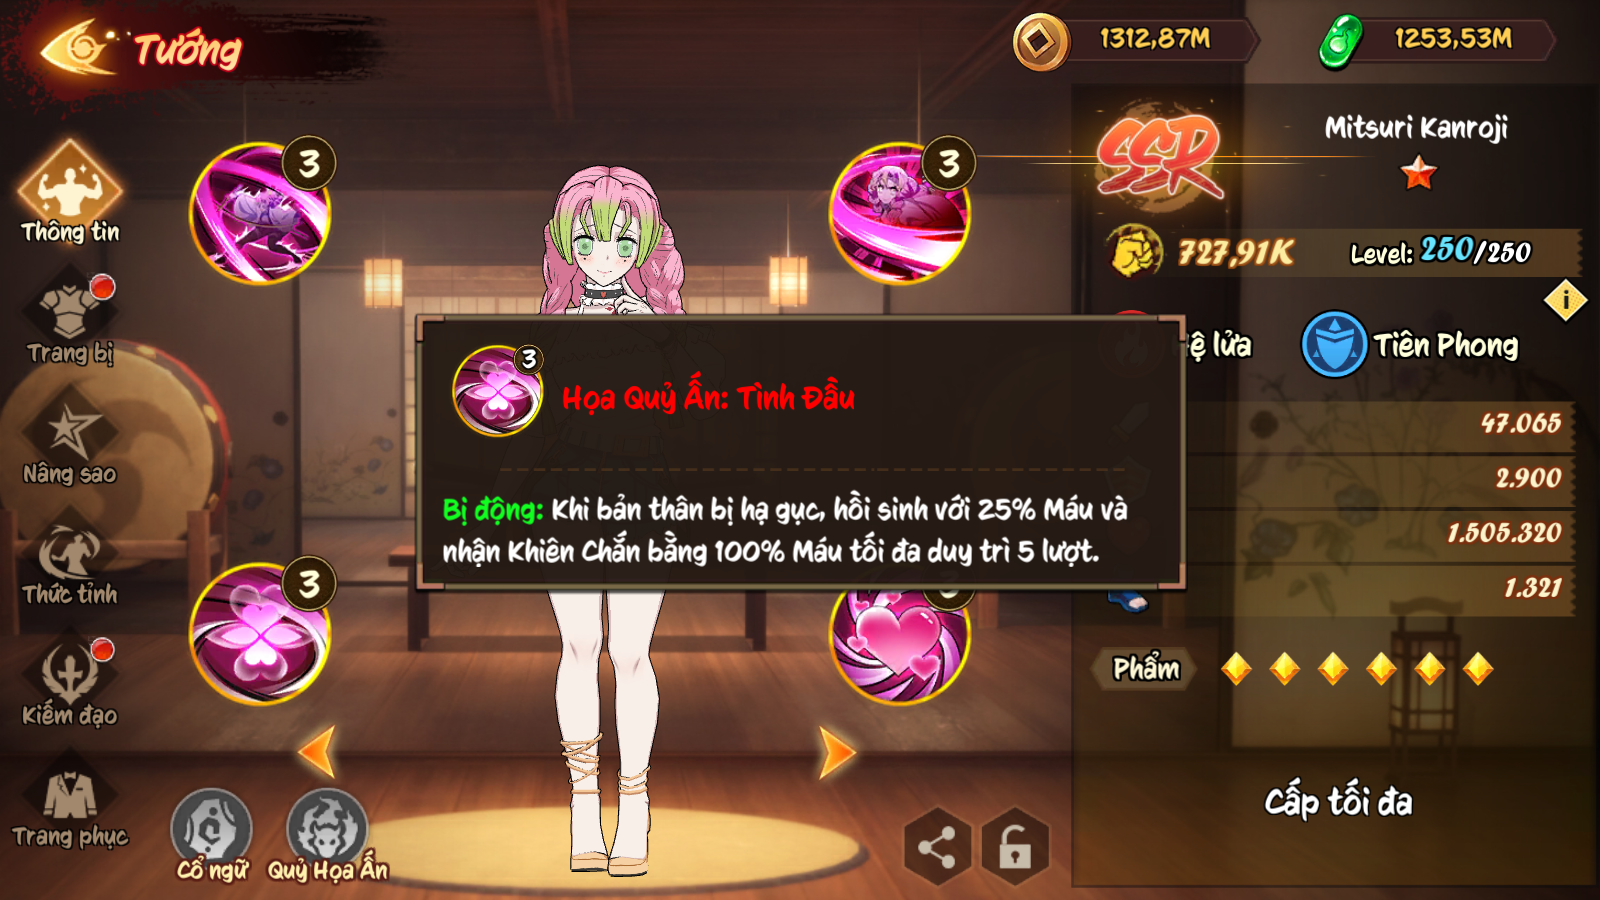 Tướng
1312,87M
1253,53M
Thông tin
Trang bị
Nâng sao
Thức tỉnh
Kiếm đạo
Trang phục
3
3
SSR
Mitsuri Kanroji
727,91K
Level: 250/250
i
ệ lửa
Tiên Phong
3
Họa Quỷ Ấn: Tình Đầu
Bị động: Khi bản thân bị hạ gục, hồi sinh với 25% Máu và
nhận Khiên Chắn bằng 100% Máu tối đa duy trì 5 lượt.
47.065
2.900
1.505.320
1.321
3
Phẩm
Cấp tối đa
Cổ ngữ
Quỷ Họa Ấn